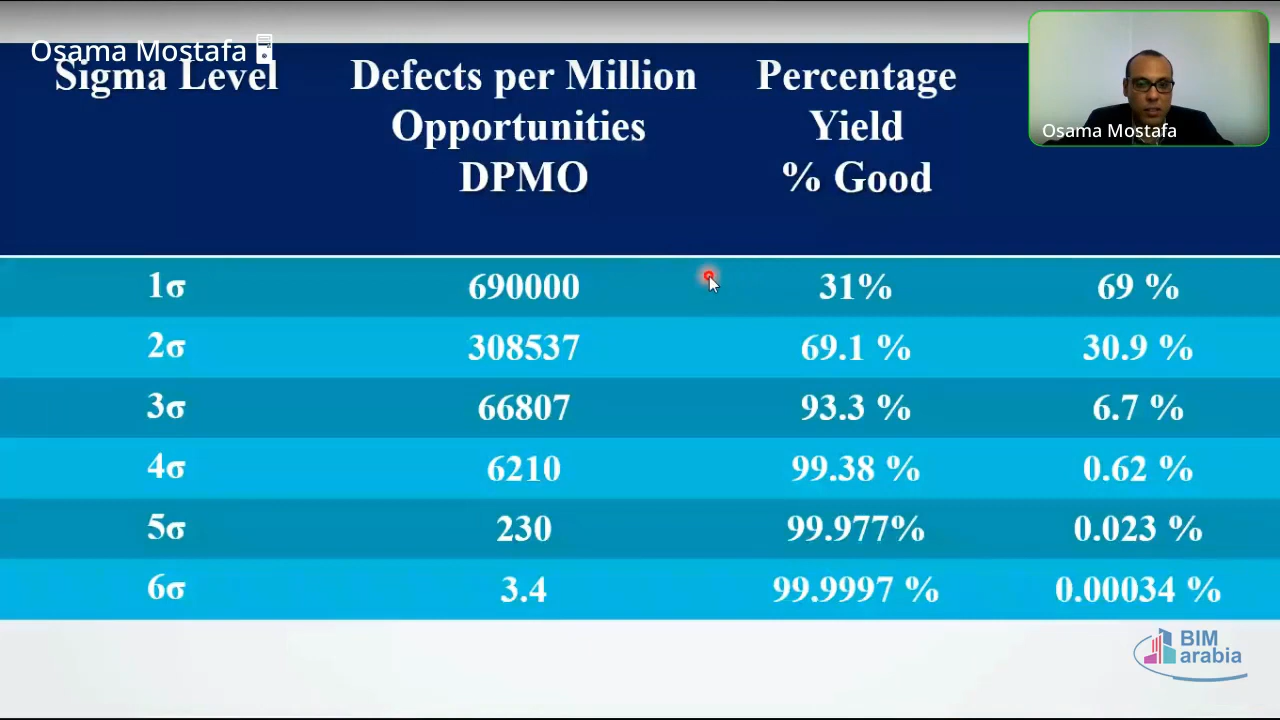 Osama Mostafa
Osama Mostafa
Sigma Level
Defects per Million
Opportunities
DPMO
Percentage
Yield
% Good
1σ 690000 31% 69 %
2σ 308537 69.1 % 30.9 %
3σ 66807 93.3 % 6.7 %
4σ 6210 99.38 % 0.62 %
5σ 230 99.977% 0.023 %
6σ 3.4 99.9997 % 0.00034 %
BIM
arabia